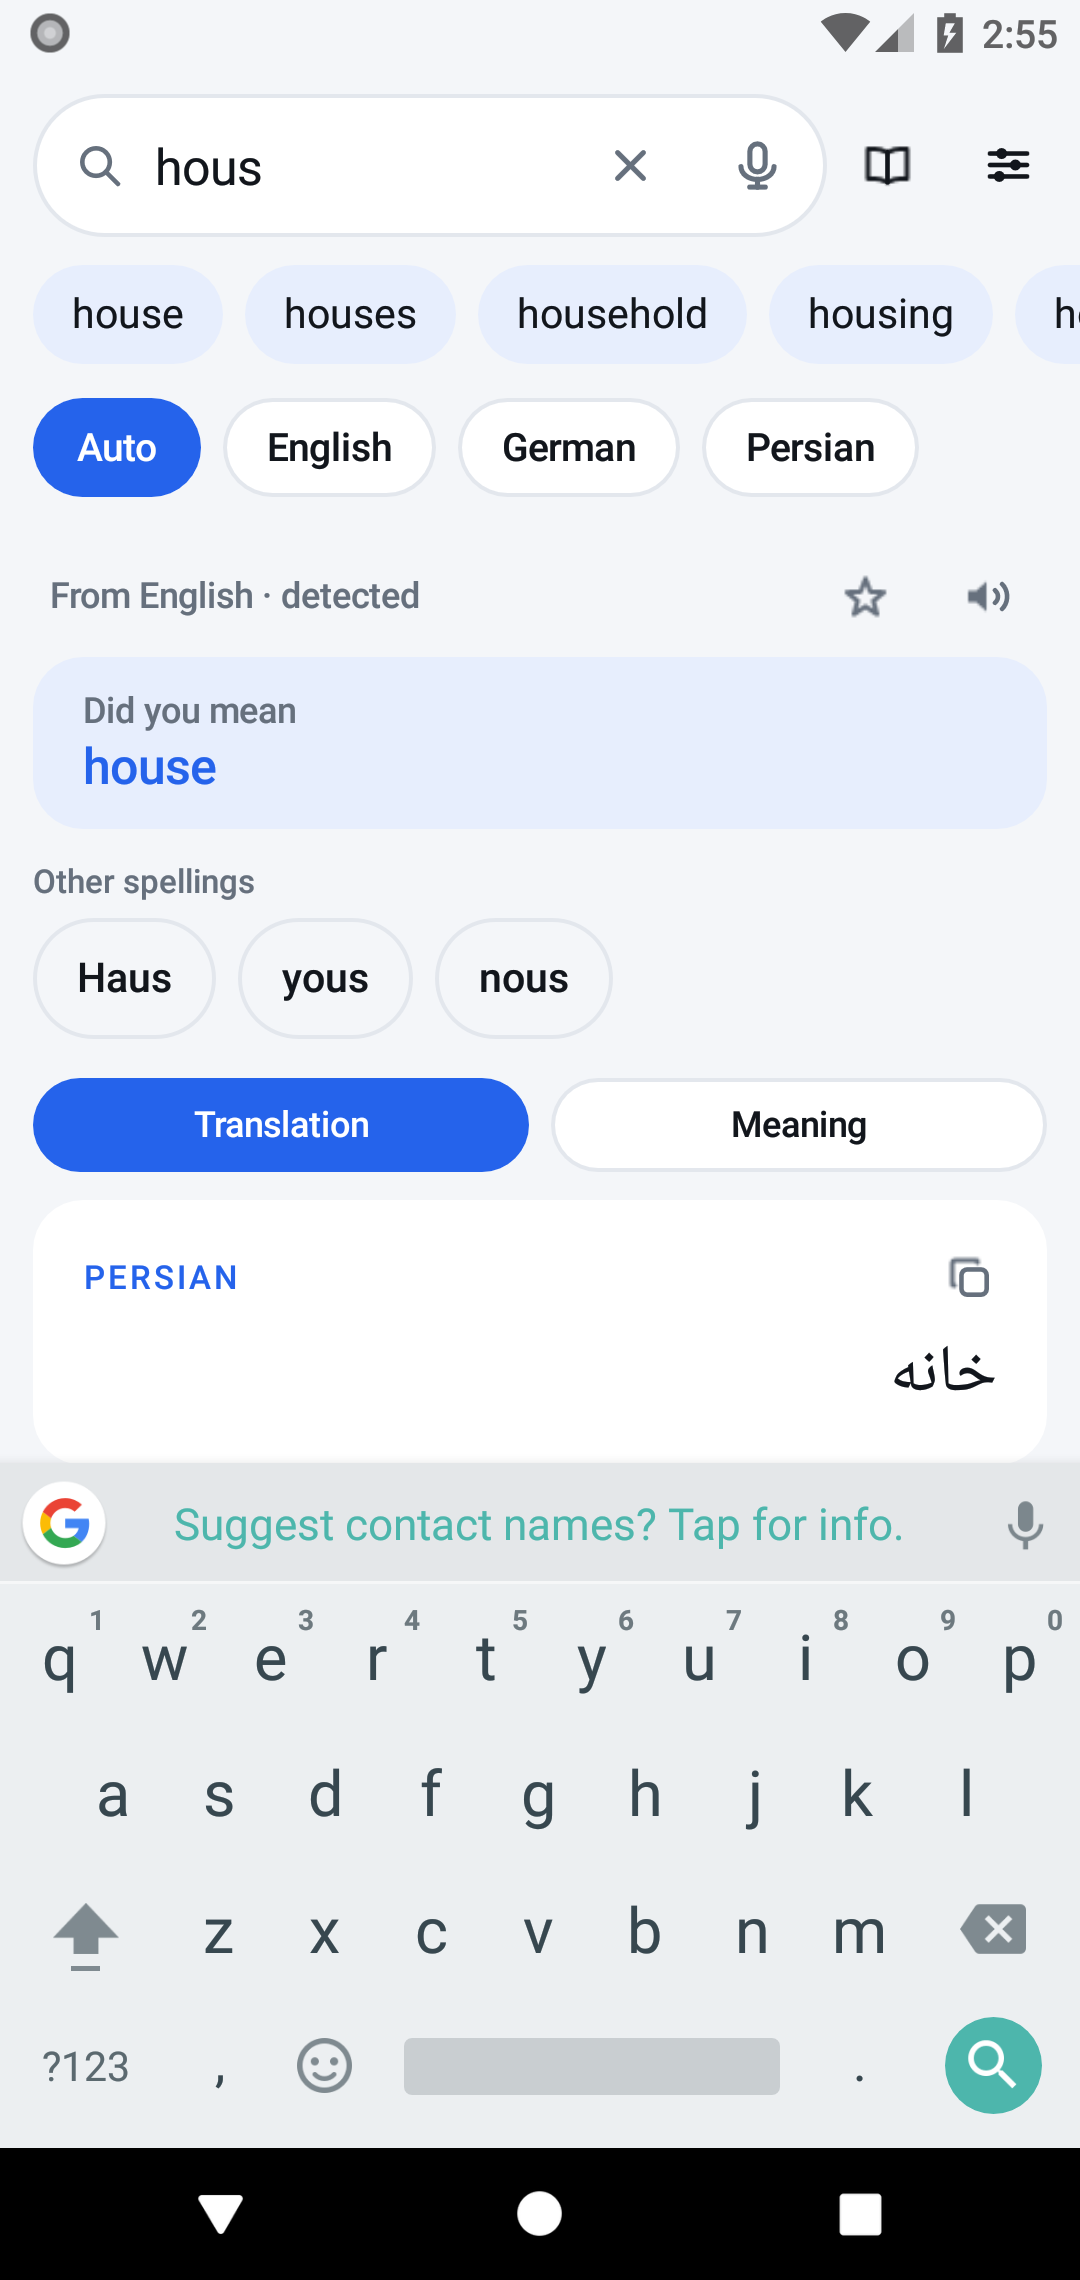 2:55
hous
house houses household housing
Auto English German Persian
From English · detected
Did you mean
house
Other spellings
Haus yous nous
Translation Meaning
PERSIAN
خانه
Suggest contact names? Tap for info.
1 2 3 4 5 6 7 8 9 0
q w e r t y u i o p
a s d f g h j k l
z x c v b n m
?123 , .